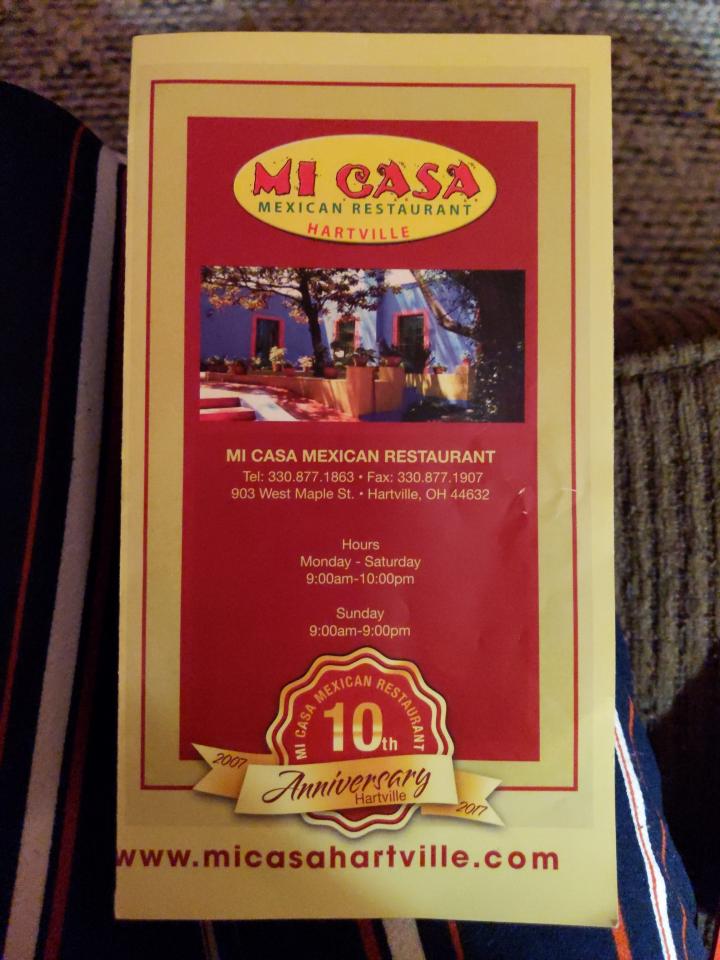 MI CASA
MEXICAN RESTAURANT
HARTVILLE
MI CASA MEXICAN RESTAURANT
Tel: 330.877.1863 • Fax: 330.877.1907
903 West Maple St. • Hartville, OH 44632
Hours
Monday - Saturday
9:00am-10:00pm
Sunday
9:00am-9:00pm
MI CASA MEXICAN RESTAURANT
10th
2007
Anniversary
Hartville
2017
www.micasahartville.com